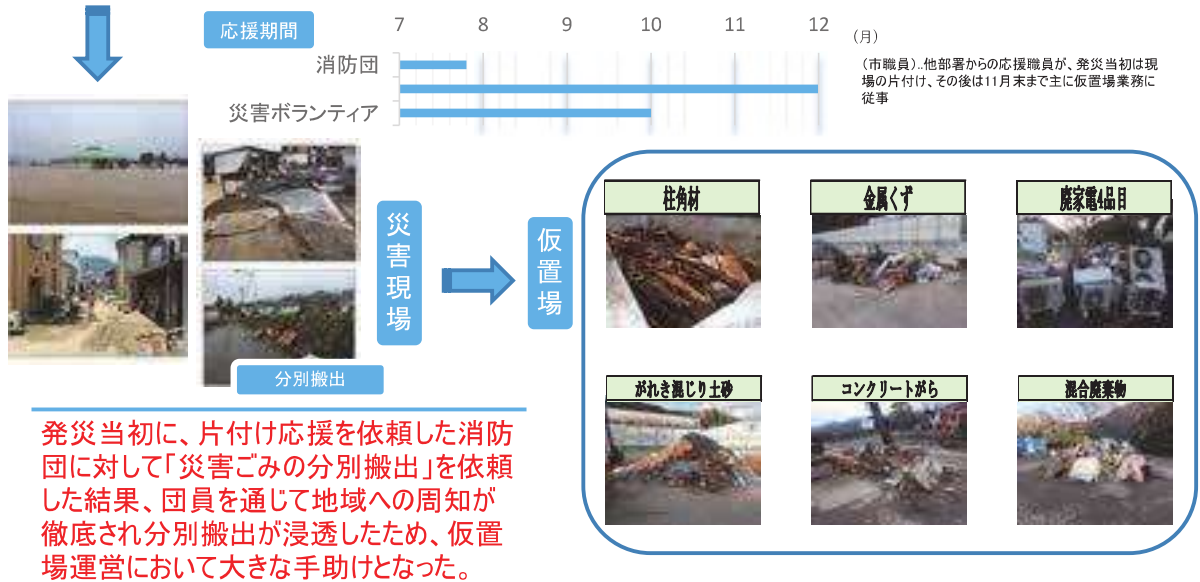 応援期間
7 8 9 10 11 12
（月）
消防団
災害ボランティア
（市職員）..他部署からの応援職員が、発災当初は現
場の片付け、その後は11月末まで主に仮置場業務に
従事
災害現場
仮置場
分別搬出
柱角材
金属くず
廃家電4品目
がれき混じり土砂
コンクリートがら
混合廃棄物
発災当初に、片付け応援を依頼した消防
団に対して「災害ごみの分別搬出」を依頼
した結果、団員を通じて地域への周知が
徹底され分別搬出が浸透したため、仮置
場運営において大きな手助けとなった。